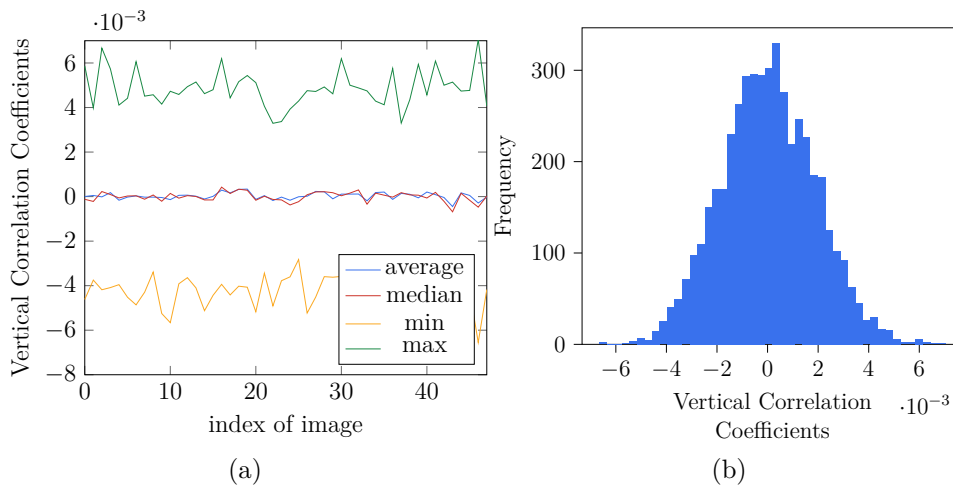 ·10−3
Vertical Correlation Coefficients
6
4
2
0
−2
−4
−6
−8
average
median
min
max
0 10 20 30 40
index of image
(a)
Frequency
300
200
100
0
−6 −4 −2 0 2 4 6
Vertical Correlation
Coefficients
·10−3
(b)